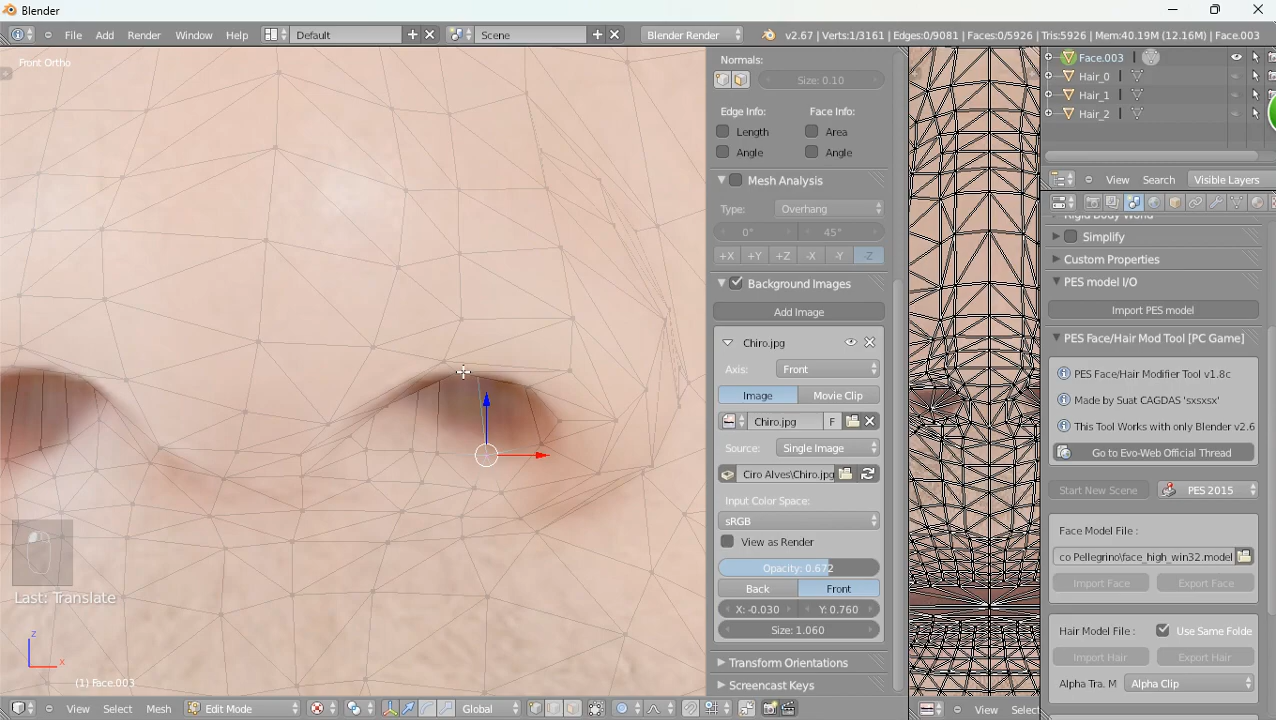 Blender
File Add Render Window Help Default Scene Blender Render v2.67 | Verts:1/3161 | Edges:0/9081 | Faces:0/5926 | Tris:5926 | Mem:40.19M (12.16M) | Face.003
Front Ortho
Normals:
Size: 0.10
Edge Info: Face Info:
Length Area
Angle Angle
Mesh Analysis
Type: Overhang
0° 45°
+X +Y +Z -X -Y -Z
Background Images
Add Image
Chiro.jpg
Axis: Front
Image Movie Clip
Chiro.jpg F
Source: Single Image
Ciro Alves\Chiro.jpg
Input Color Space:
sRGB
View as Render
Opacity: 0.672
Back Front
X: -0.030 Y: 0.760
Size: 1.060
Transform Orientations
Screencast Keys
Last: Translate
z
x
(1) Face.003
View Select Mesh Edit Mode Global
View Select
Face.003
Hair_0
Hair_1
Hair_2
View Search Visible Layers
Rigid Body World
Simplify
Custom Properties
PES model I/O
Import PES model
PES Face/Hair Mod Tool [PC Game]
PES Face/Hair Modifier Tool v1.8c
Made by Suat CAGDAS 'sxsxsx'
This Tool Works with only Blender v2.6
Go to Evo-Web Official Thread
Start New Scene PES 2015
Face Model File :
co Pellegrino\face_high_win32.model
Import Face Export Face
Hair Model File : Use Same Folde
Import Hair Export Hair
Alpha Tra. M Alpha Clip